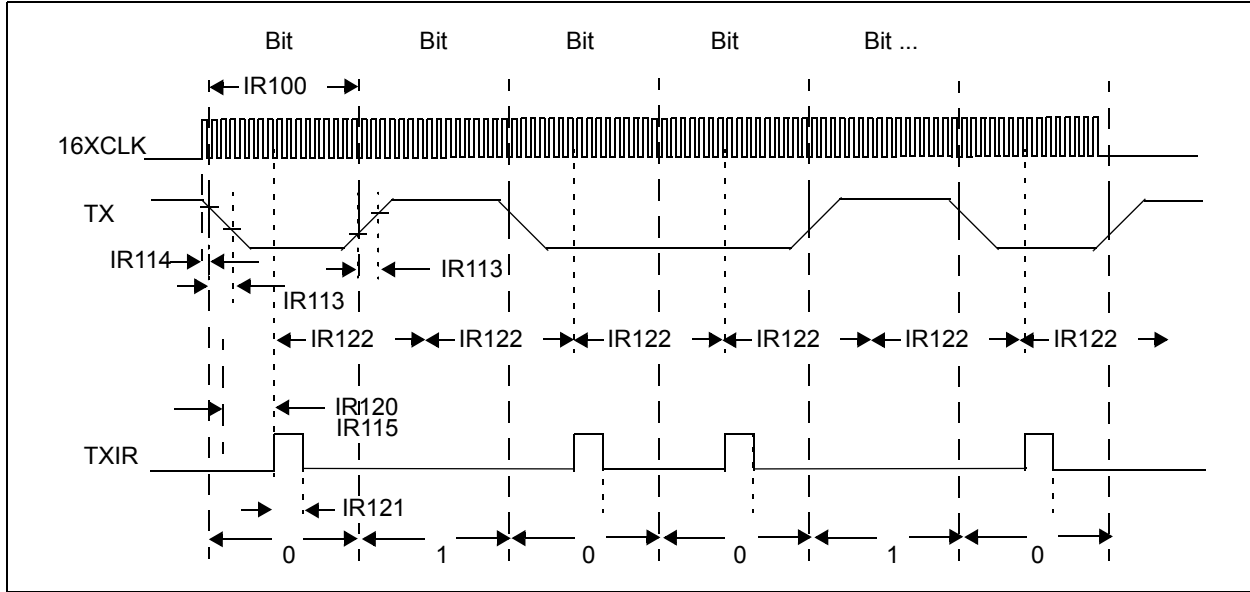 Bit Bit Bit Bit Bit ...
IR100
16XCLK
TX
IR114 IR113
IR113
IR122 IR122 IR122 IR122 IR122 IR122
IR120
IR115
TXIR
IR121
0 1 0 0 1 0